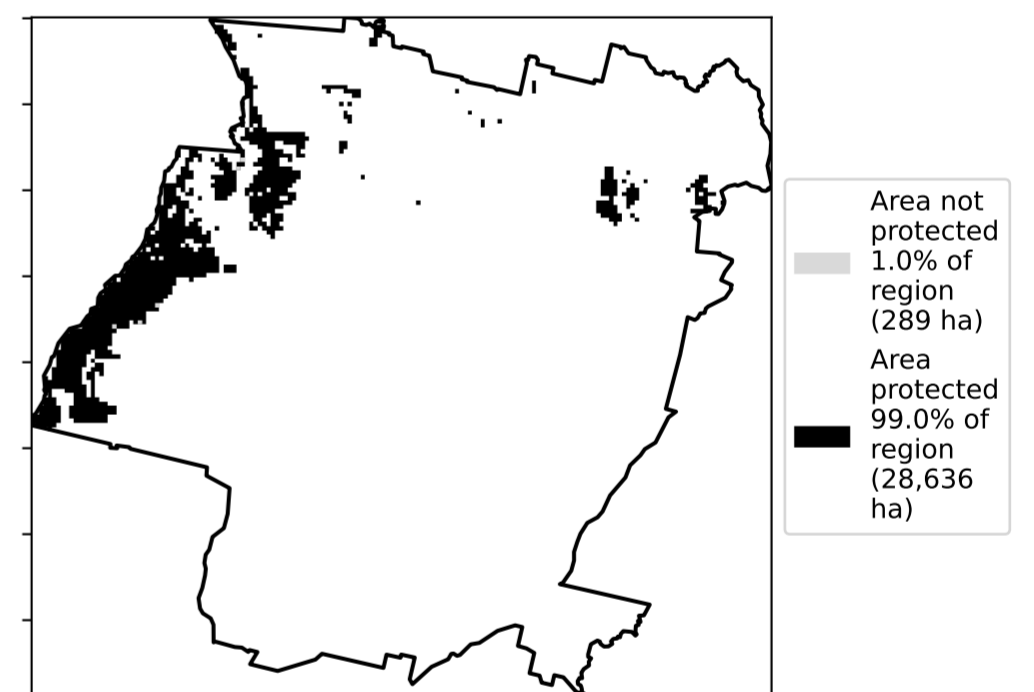 Area not
protected
1.0% of
region
(289 ha)
Area
protected
99.0% of
region
(28,636
ha)